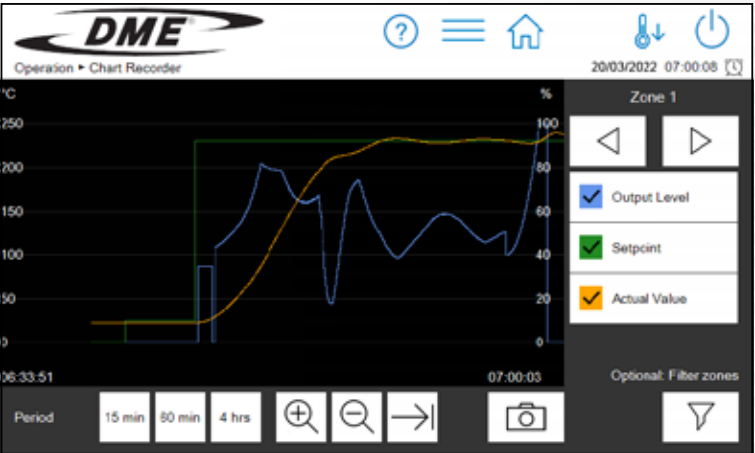 DME
?
Operation ▸ Chart Recorder
20/03/2022 07:00:08
°C
%
Zone 1
250
100
200
80
Output Level
150
60
Setpoint
100
40
50
20
Actual Value
0
0
06:33:51
07:00:03
Optional: Filter zones
Period
15 min
60 min
4 hrs